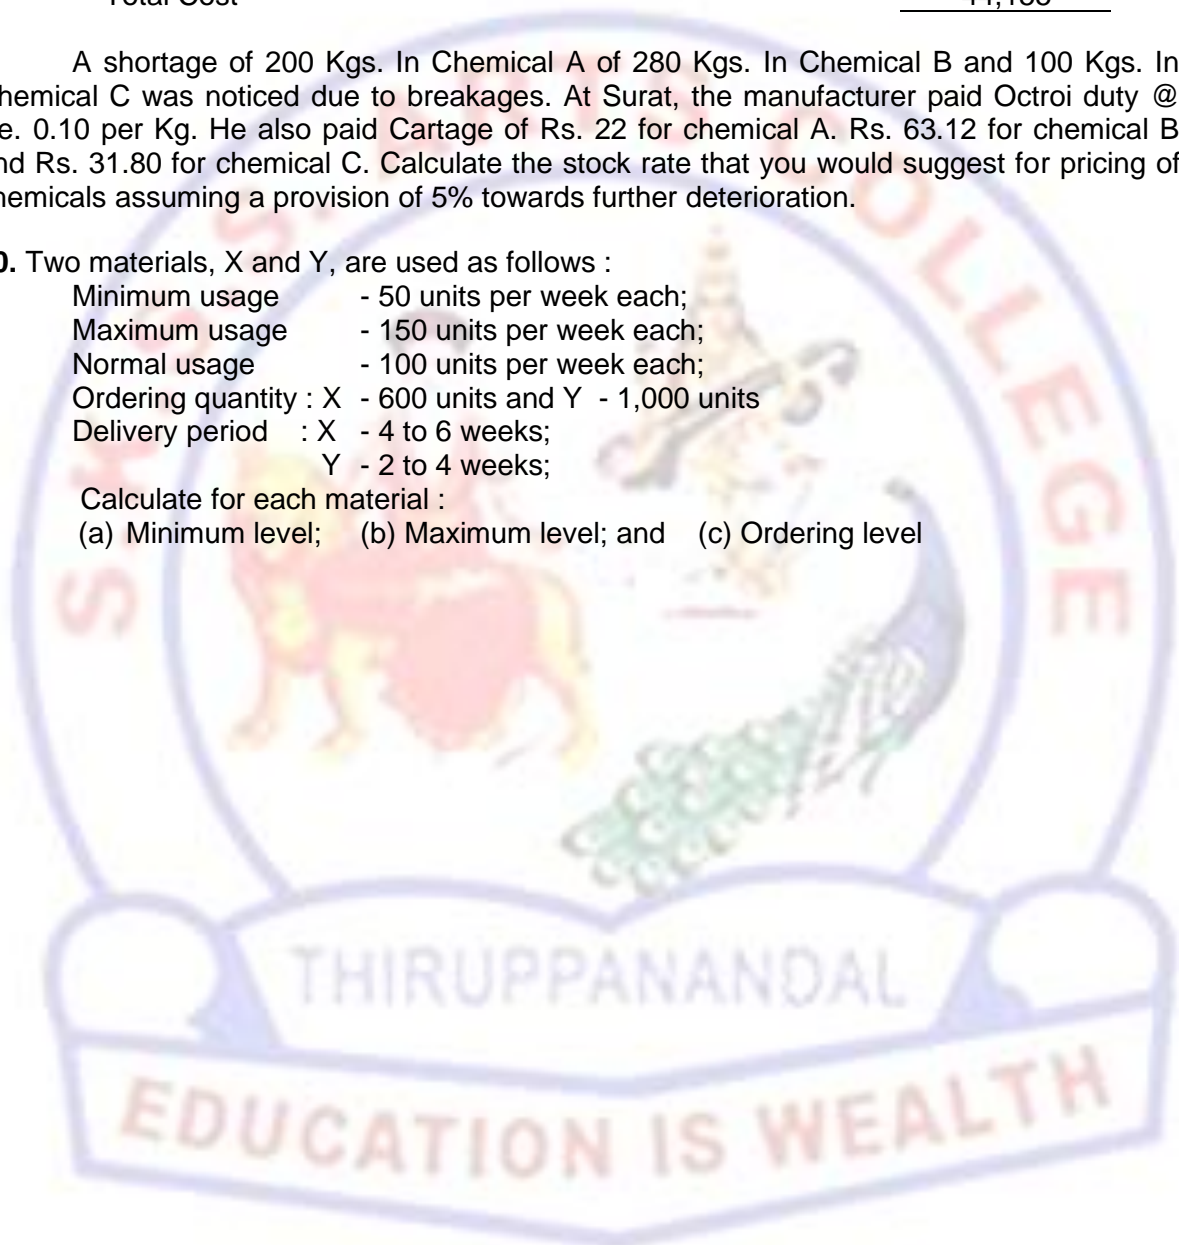 Total Cost
A shortage of 200 Kgs. In Chemical A of 280 Kgs. In Chemical B and 100 Kgs. In
hemical C was noticed due to breakages. At Surat, the manufacturer paid Octroi duty @
e. 0.10 per Kg. He also paid Cartage of Rs. 22 for chemical A. Rs. 63.12 for chemical B
nd Rs. 31.80 for chemical C. Calculate the stock rate that you would suggest for pricing of
hemicals assuming a provision of 5% towards further deterioration.
0. Two materials, X and Y, are used as follows :
Minimum usage - 50 units per week each;
Maximum usage - 150 units per week each;
Normal usage - 100 units per week each;
Ordering quantity : X - 600 units and Y - 1,000 units
Delivery period : X - 4 to 6 weeks;
Y - 2 to 4 weeks;
Calculate for each material :
(a) Minimum level; (b) Maximum level; and (c) Ordering level
ARTS COLLEGE
THIRUPPANANDAL
EDUCATION IS WEALTH